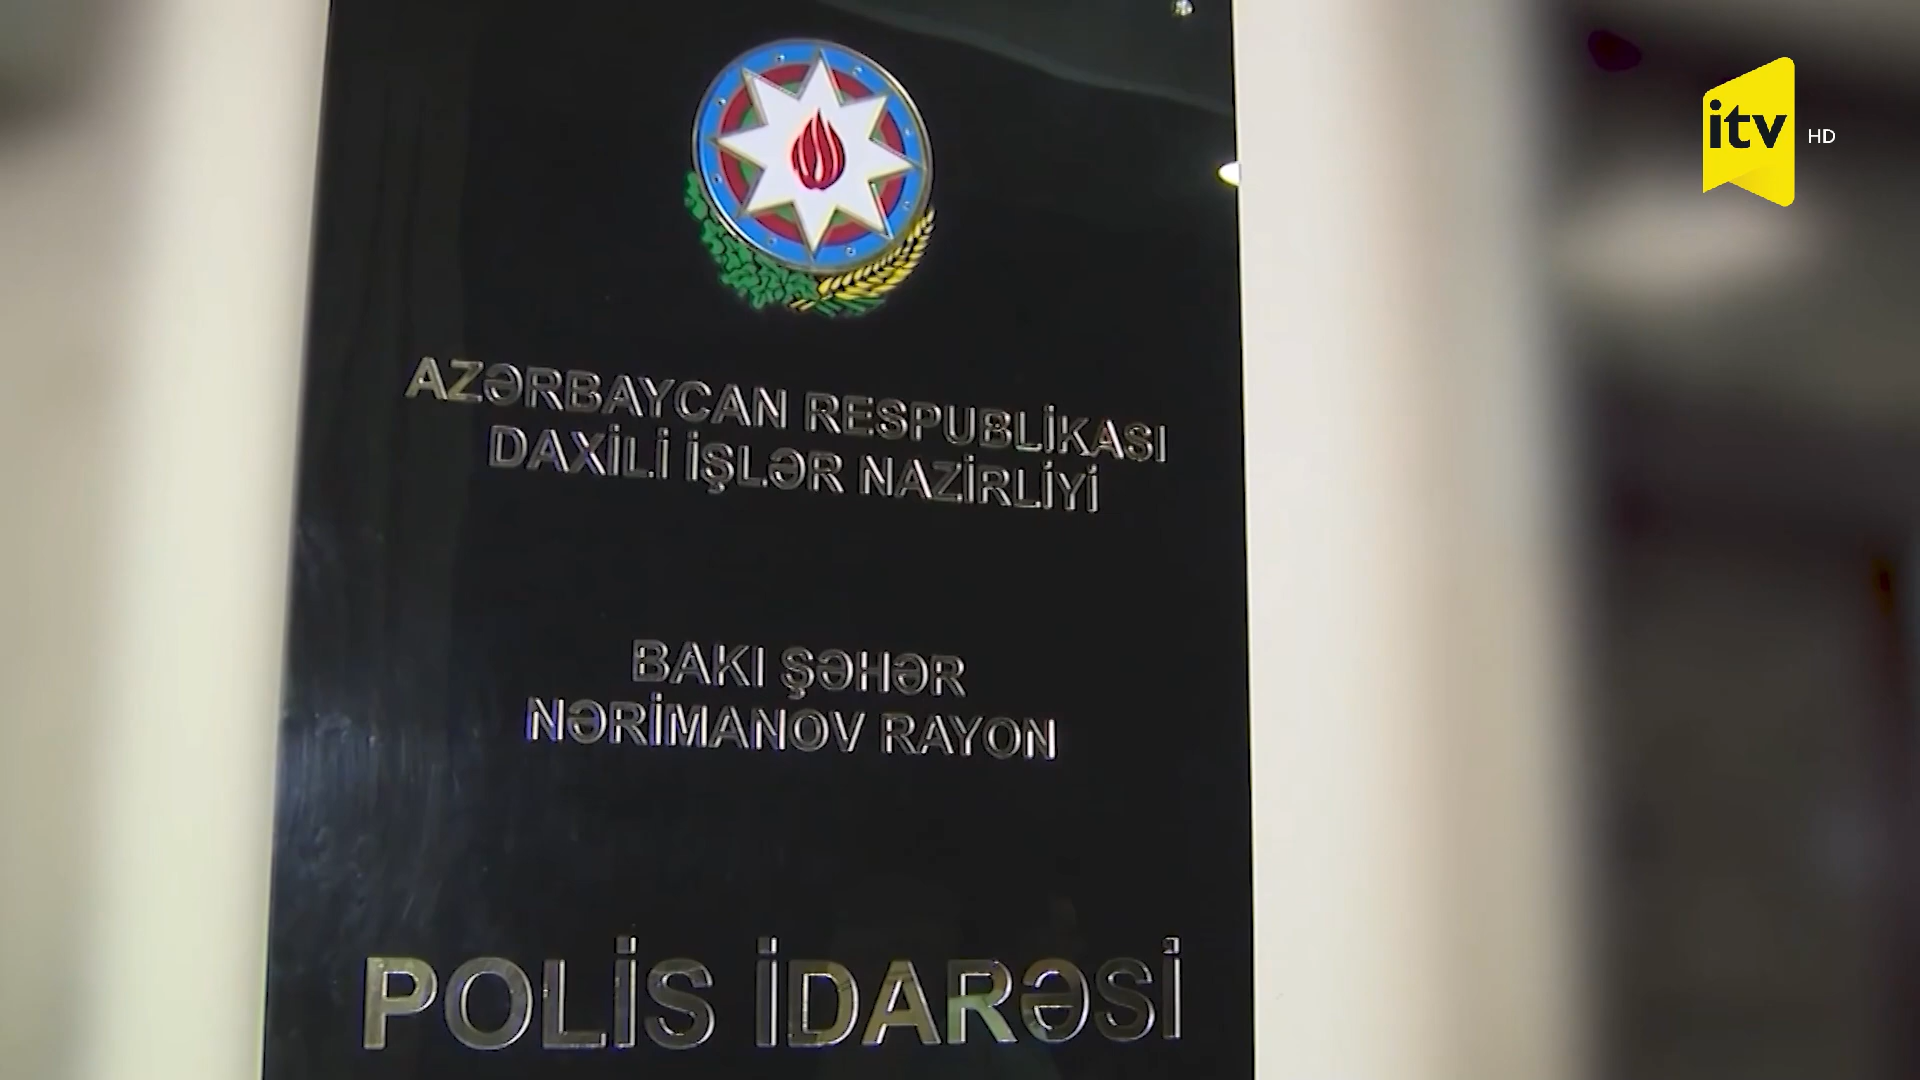 AZƏRBAYCAN RESPUBLİKASI
DAXİLİ İŞLƏR NAZİRLİYİ
BAKI ŞƏHƏR
NƏRİMANOV RAYON
POLİS İDARƏSİ
itv HD